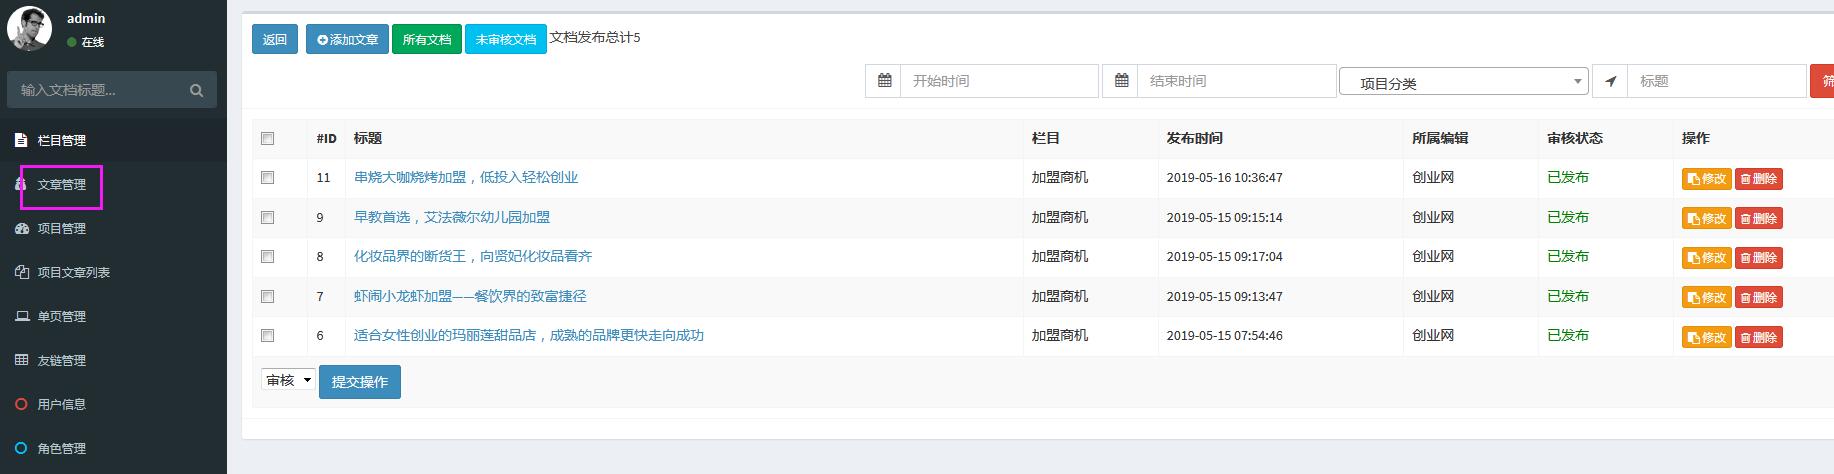 admin
在线
输入文档标题...
栏目管理
文章管理
项目管理
项目文章列表
单页管理
友链管理
用户信息
角色管理
返回 添加文章 所有文档 未审核文档 文档发布总计5
开始时间 结束时间 项目分类 标题 筛
#ID 标题 栏目 发布时间 所属编辑 审核状态 操作
11 串烧大咖烧烤加盟，低投入轻松创业 加盟商机 2019-05-16 10:36:47 创业网 已发布 修改 删除
9 早教首选，艾法薇尔幼儿园加盟 加盟商机 2019-05-15 09:15:14 创业网 已发布 修改 删除
8 化妆品界的断货王，向贤妃化妆品看齐 加盟商机 2019-05-15 09:17:04 创业网 已发布 修改 删除
7 虾闹小龙虾加盟——餐饮界的致富捷径 加盟商机 2019-05-15 09:13:47 创业网 已发布 修改 删除
6 适合女性创业的玛丽莲甜品店，成熟的品牌更快走向成功 加盟商机 2019-05-15 07:54:46 创业网 已发布 修改 删除
审核 提交操作